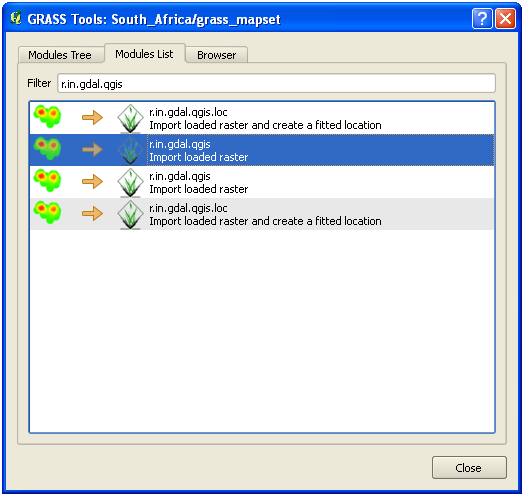 GRASS Tools: South_Africa/grass_mapset
Modules Tree
Modules List
Browser
Filter
r.in.gdal.qgis
r.in.gdal.qgis.loc
Import loaded raster and create a fitted location
r.in.gdal.qgis
Import loaded raster
r.in.gdal.qgis
Import loaded raster
r.in.gdal.qgis.loc
Import loaded raster and create a fitted location
Close